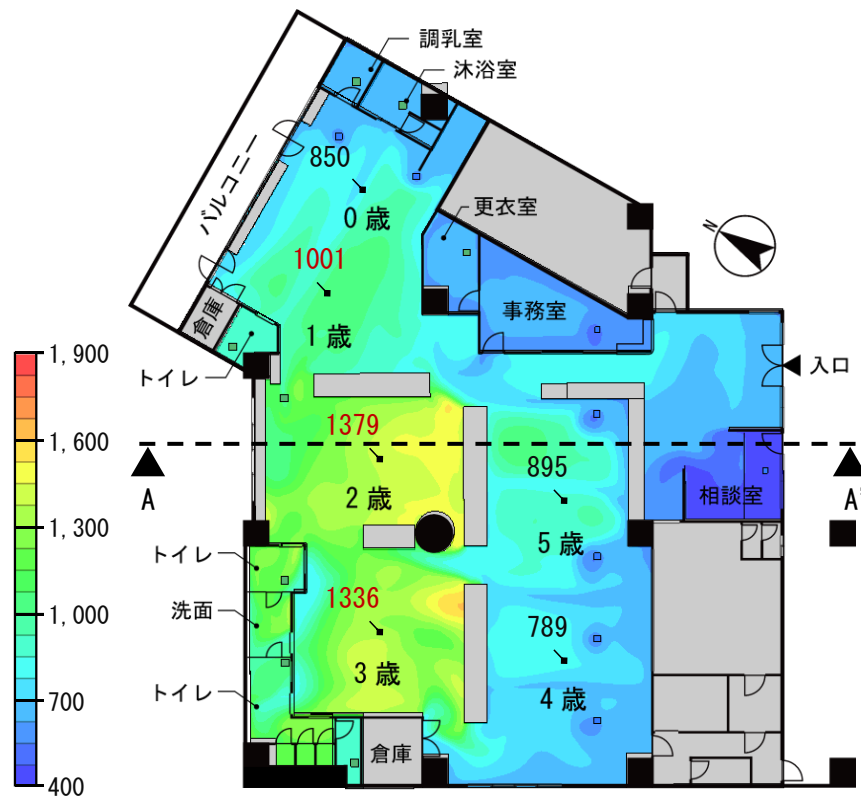 調乳室
沐浴室
バルコニー
850
0歳
更衣室
N
1001
倉庫
事務室
1歳
入口
トイレ
1,900
1,600
1,300
1,000
700
400
1379
895
A
A'
2歳
相談室
5歳
トイレ
1336
洗面
789
3歳
トイレ
4歳
倉庫